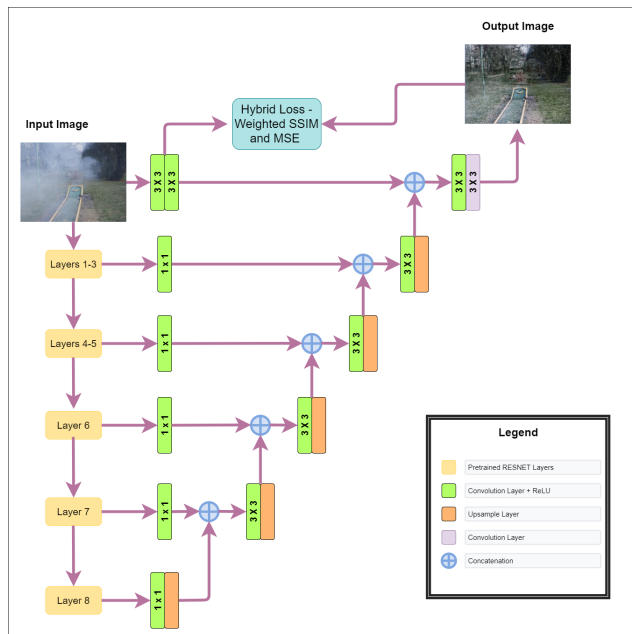 Output Image
Hybrid Loss -
Weighted SSIM
and MSE
Input Image
3 X 3
3 X 3
3 X 3
3 X 3
Layers 1-3
1 x 1
3 X 3
Layers 4-5
1 x 1
3 X 3
Layer 6
1 x 1
3 X 3
Layer 7
1 x 1
3 X 3
Layer 8
1 x 1
Legend
Pretrained RESNET Layers
Convolution Layer + ReLU
Upsample Layer
Convolution Layer
Concatenation